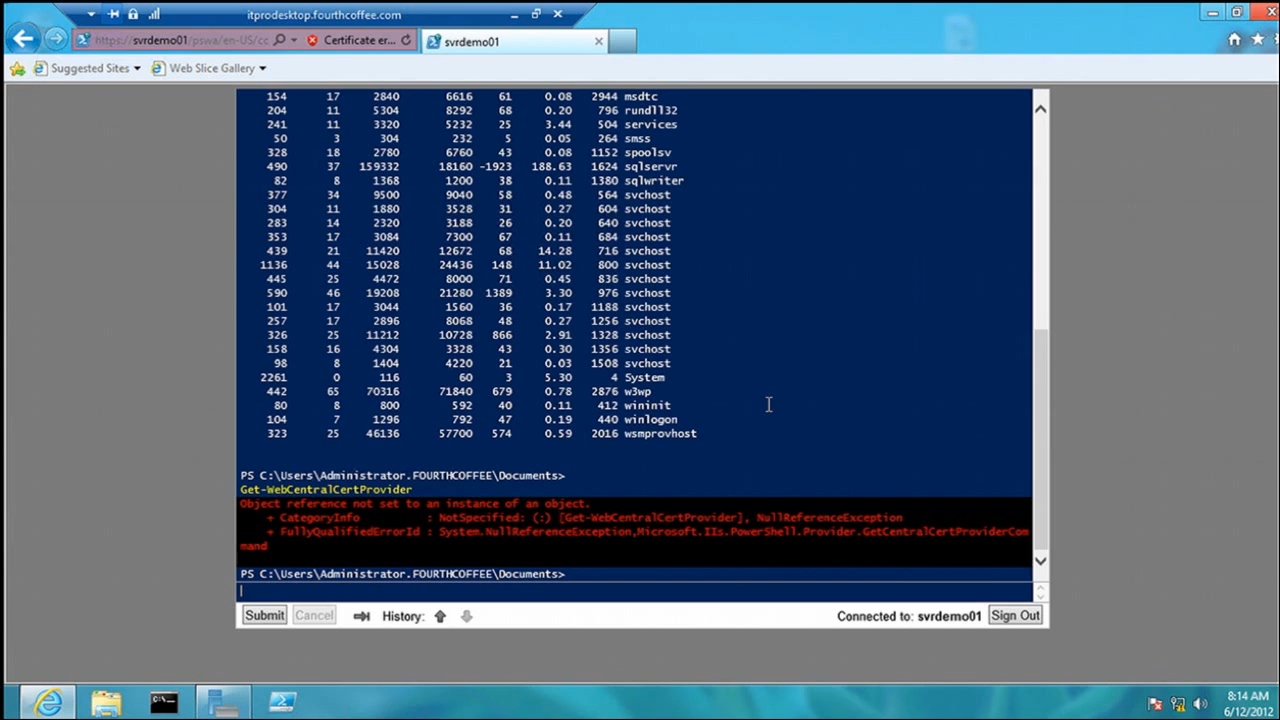 itprodesktop.fourthcoffee.com
https://svrdemo01/pswa/en-US/cc Certificate er... svrdemo01
Suggested Sites Web Slice Gallery
154 17 2840 6616 61 0.08 2944 msdtc
204 11 5304 8292 68 0.20 796 rundll32
241 11 3320 5232 25 3.44 504 services
50 3 304 232 5 0.05 264 smss
328 18 2780 6760 43 0.08 1152 spoolsv
490 37 159332 18160 -1923 188.63 1624 sqlservr
82 8 1368 1200 38 0.11 1380 sqlwriter
377 34 9500 9040 58 0.48 564 svchost
304 11 1880 3528 31 0.27 604 svchost
283 14 2320 3188 26 0.20 640 svchost
353 17 3084 7300 67 0.11 684 svchost
439 21 11420 12672 68 14.28 716 svchost
1136 44 15028 24436 148 11.02 800 svchost
445 25 4472 8000 71 0.45 836 svchost
590 46 19208 21280 1389 3.30 976 svchost
101 17 3044 1560 36 0.17 1188 svchost
257 17 2896 8068 48 0.27 1256 svchost
326 25 11212 10728 866 2.91 1328 svchost
158 16 4304 3328 43 0.30 1356 svchost
98 8 1404 4220 21 0.03 1508 svchost
2261 0 116 60 3 5.30 4 System
442 65 70316 71840 679 0.78 2876 w3wp
80 8 800 592 40 0.11 412 wininit
104 7 1296 792 47 0.19 440 winlogon
323 25 46136 57700 574 0.59 2016 wsmprovhost
PS C:\Users\Administrator.FOURTHCOFFEE\Documents>
Get-WebCentralCertProvider
Object reference not set to an instance of an object.
+ CategoryInfo : NotSpecified: (:) [Get-WebCentralCertProvider], NullReferenceException
+ FullyQualifiedErrorId : System.NullReferenceException,Microsoft.IIs.PowerShell.Provider.GetCentralCertProviderCom
mand
PS C:\Users\Administrator.FOURTHCOFFEE\Documents>
Submit Cancel History: Connected to: svrdemo01 Sign Out
C:\.
8:14 AM
6/12/2012